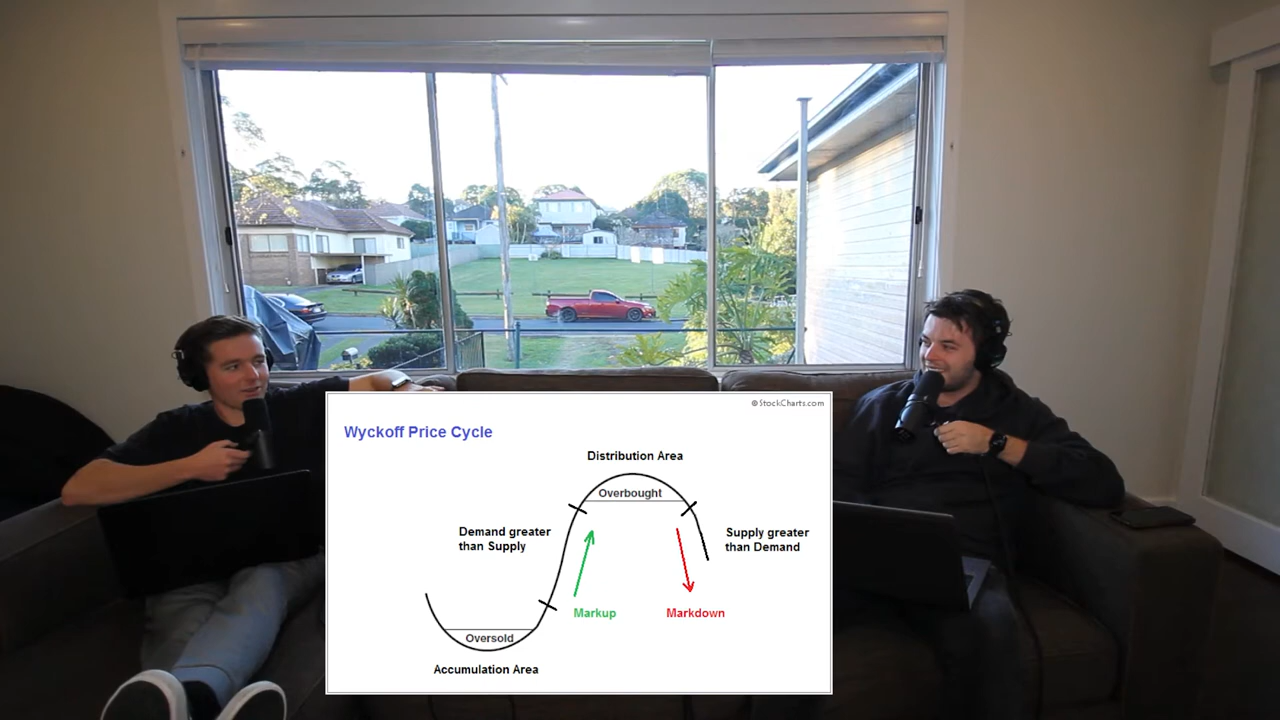 ©StockCharts.com
Wyckoff Price Cycle
Distribution Area
Overbought
Demand greater
than Supply
Supply greater
than Demand
Markup
Markdown
Oversold
Accumulation Area